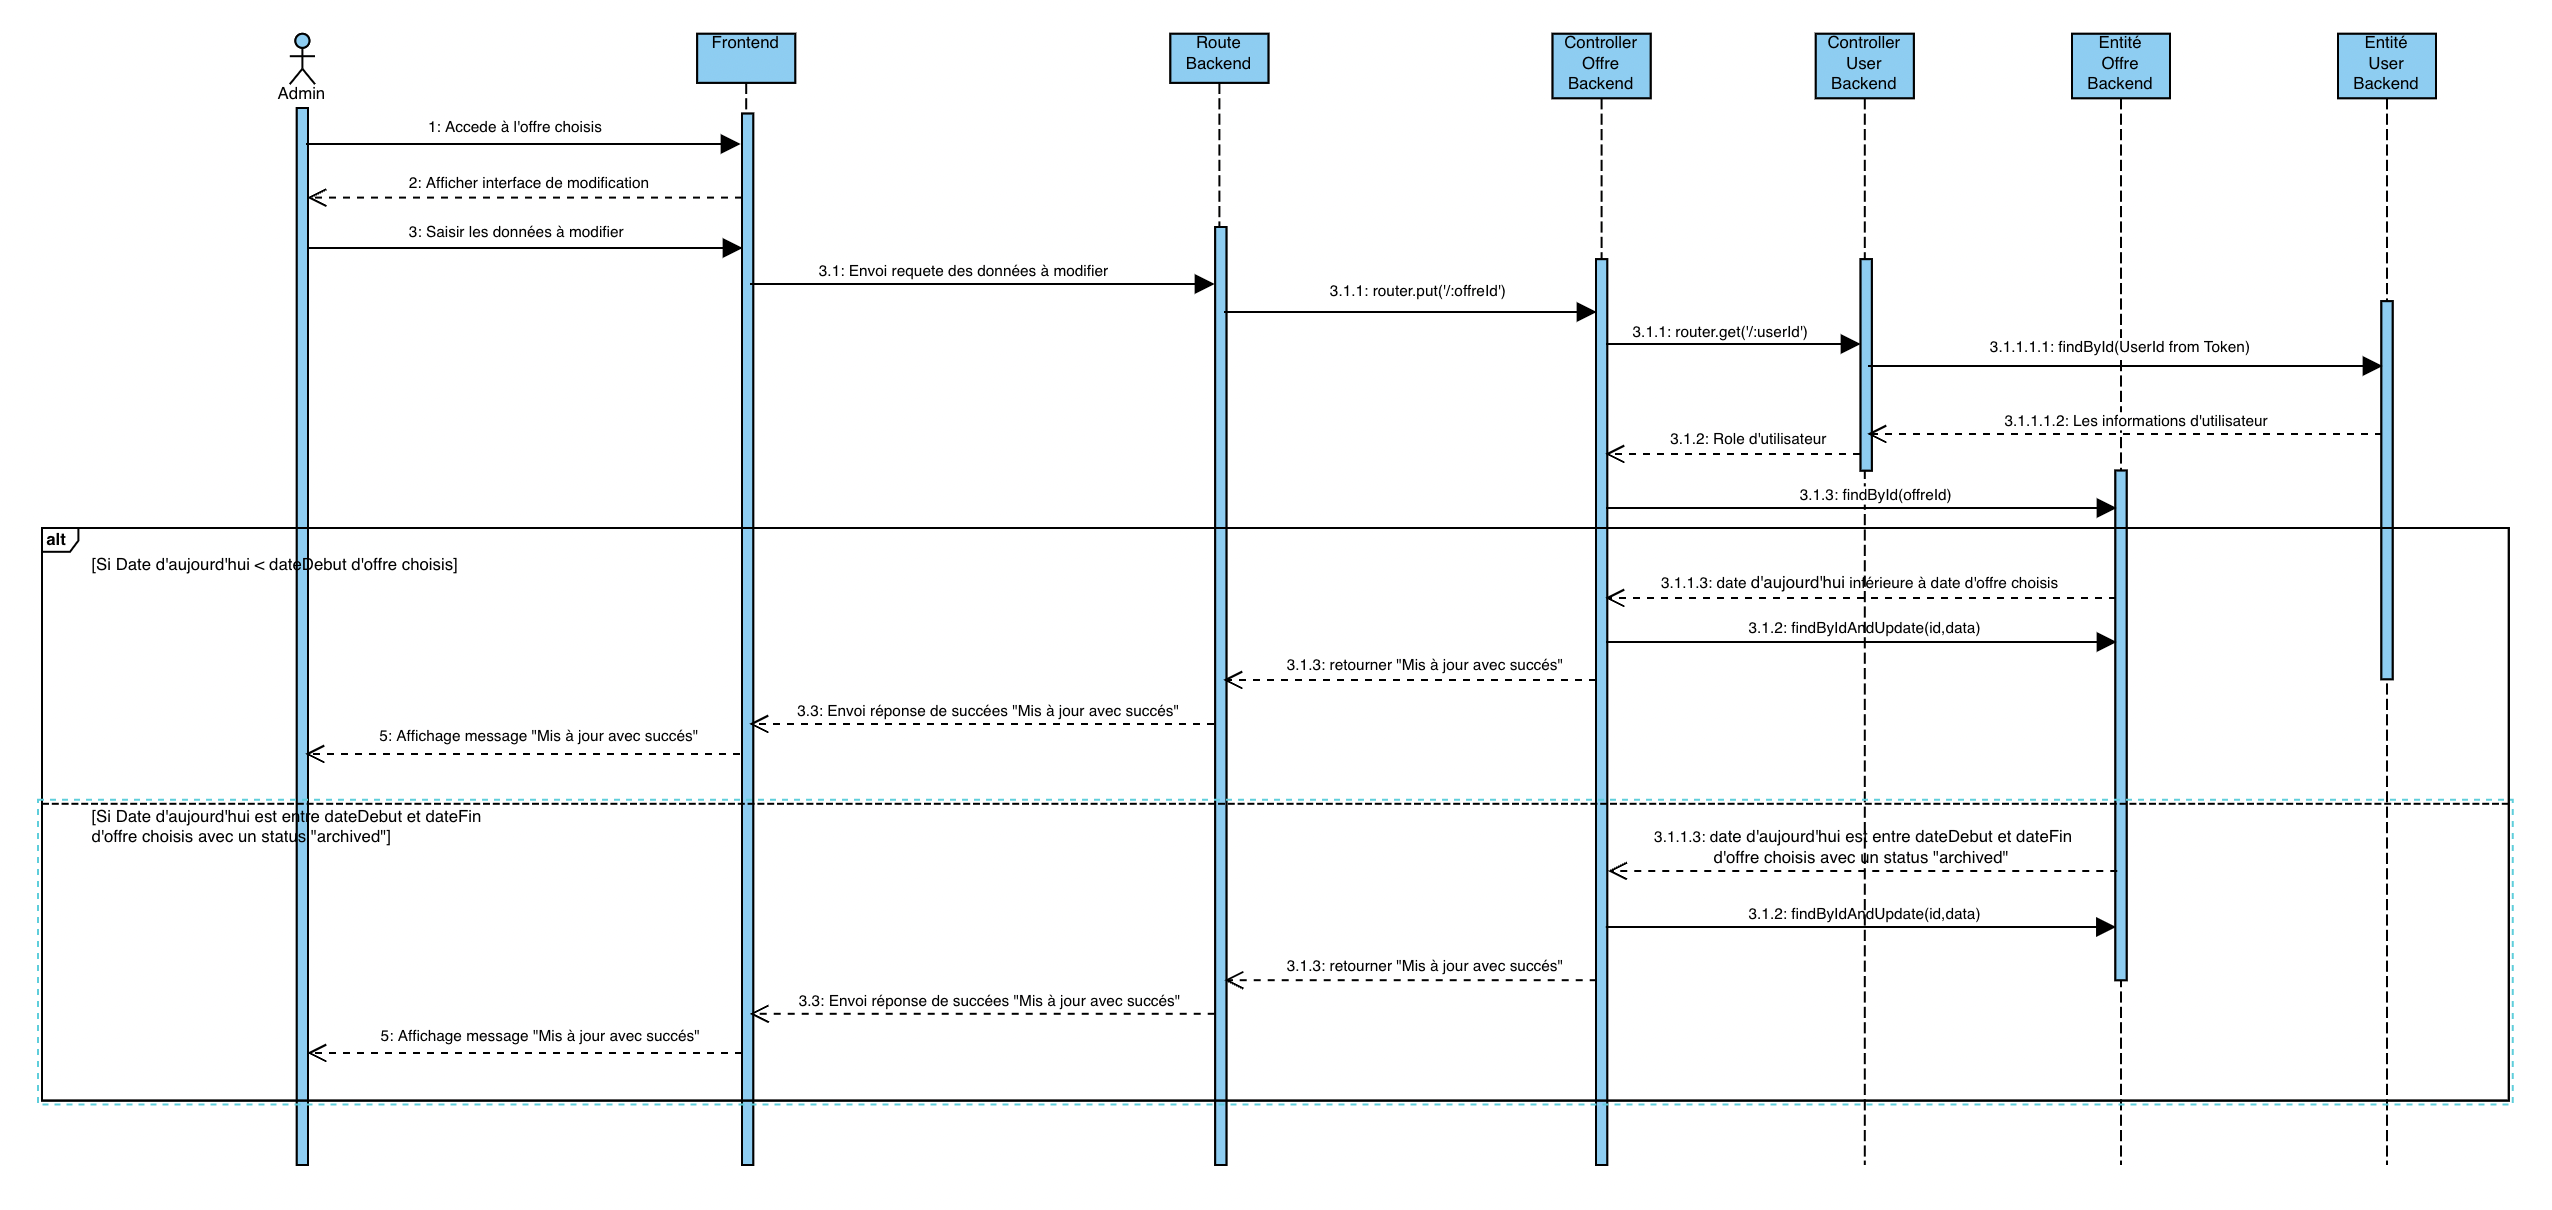 Admin
Frontend
Route
Backend
Controller
Offre
Backend
Controller
User
Backend
Entité
Offre
Backend
Entité
User
Backend
1: Accede à l'offre choisis
2: Afficher interface de modification
3: Saisir les données à modifier
3.1: Envoi requete des données à modifier
3.1.1: router.put('/:offreId')
3.1.1: router.get('/:userId')
3.1.1.1.1: findById(UserId from Token)
3.1.1.1.2: Les informations d'utilisateur
3.1.2: Role d'utilisateur
3.1.3: findById(offreId)
alt
[Si Date d'aujourd'hui < dateDebut d'offre choisis]
3.1.1.3: date d'aujourd'hui inférieure à date d'offre choisis
3.1.2: findByIdAndUpdate(id,data)
3.1.3: retourner "Mis à jour avec succés"
3.3: Envoi réponse de succées "Mis à jour avec succés"
5: Affichage message "Mis à jour avec succés"
[Si Date d'aujourd'hui est entre dateDebut et dateFin
d'offre choisis avec un status "archived"]
3.1.1.3: date d'aujourd'hui est entre dateDebut et dateFin
d'offre choisis avec un status "archived"
3.1.2: findByIdAndUpdate(id,data)
3.1.3: retourner "Mis à jour avec succés"
3.3: Envoi réponse de succées "Mis à jour avec succés"
5: Affichage message "Mis à jour avec succés"